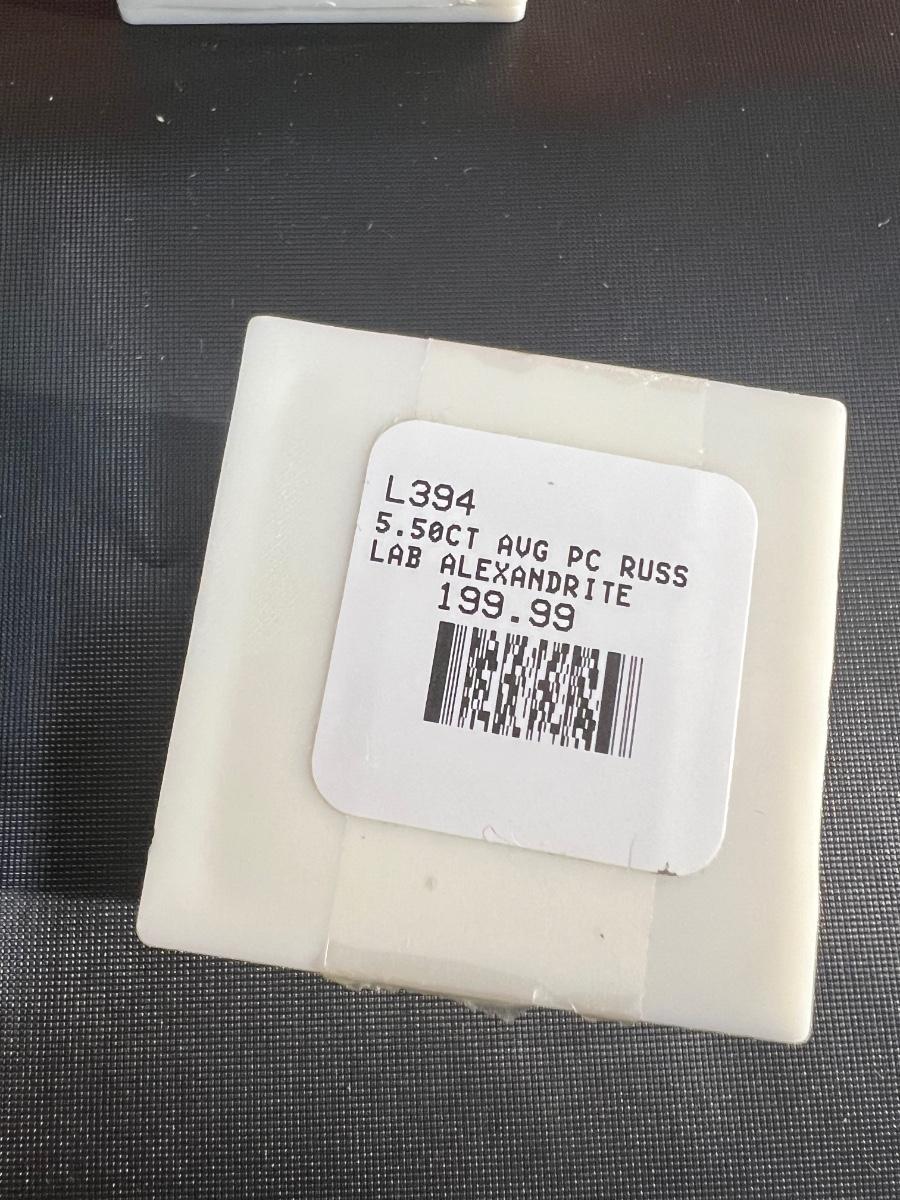 L394
5.50CT AVG PC RUSS
LAB ALEXANDRITE
199.99